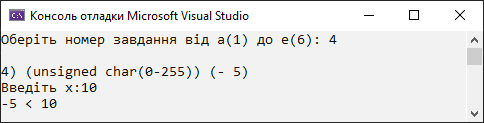 Консоль отладки Microsoft Visual Studio
Оберіть номер завдання від a(1) до e(6): 4
4) (unsigned char(0-255)) (- 5)
Введіть x:10
-5 < 10